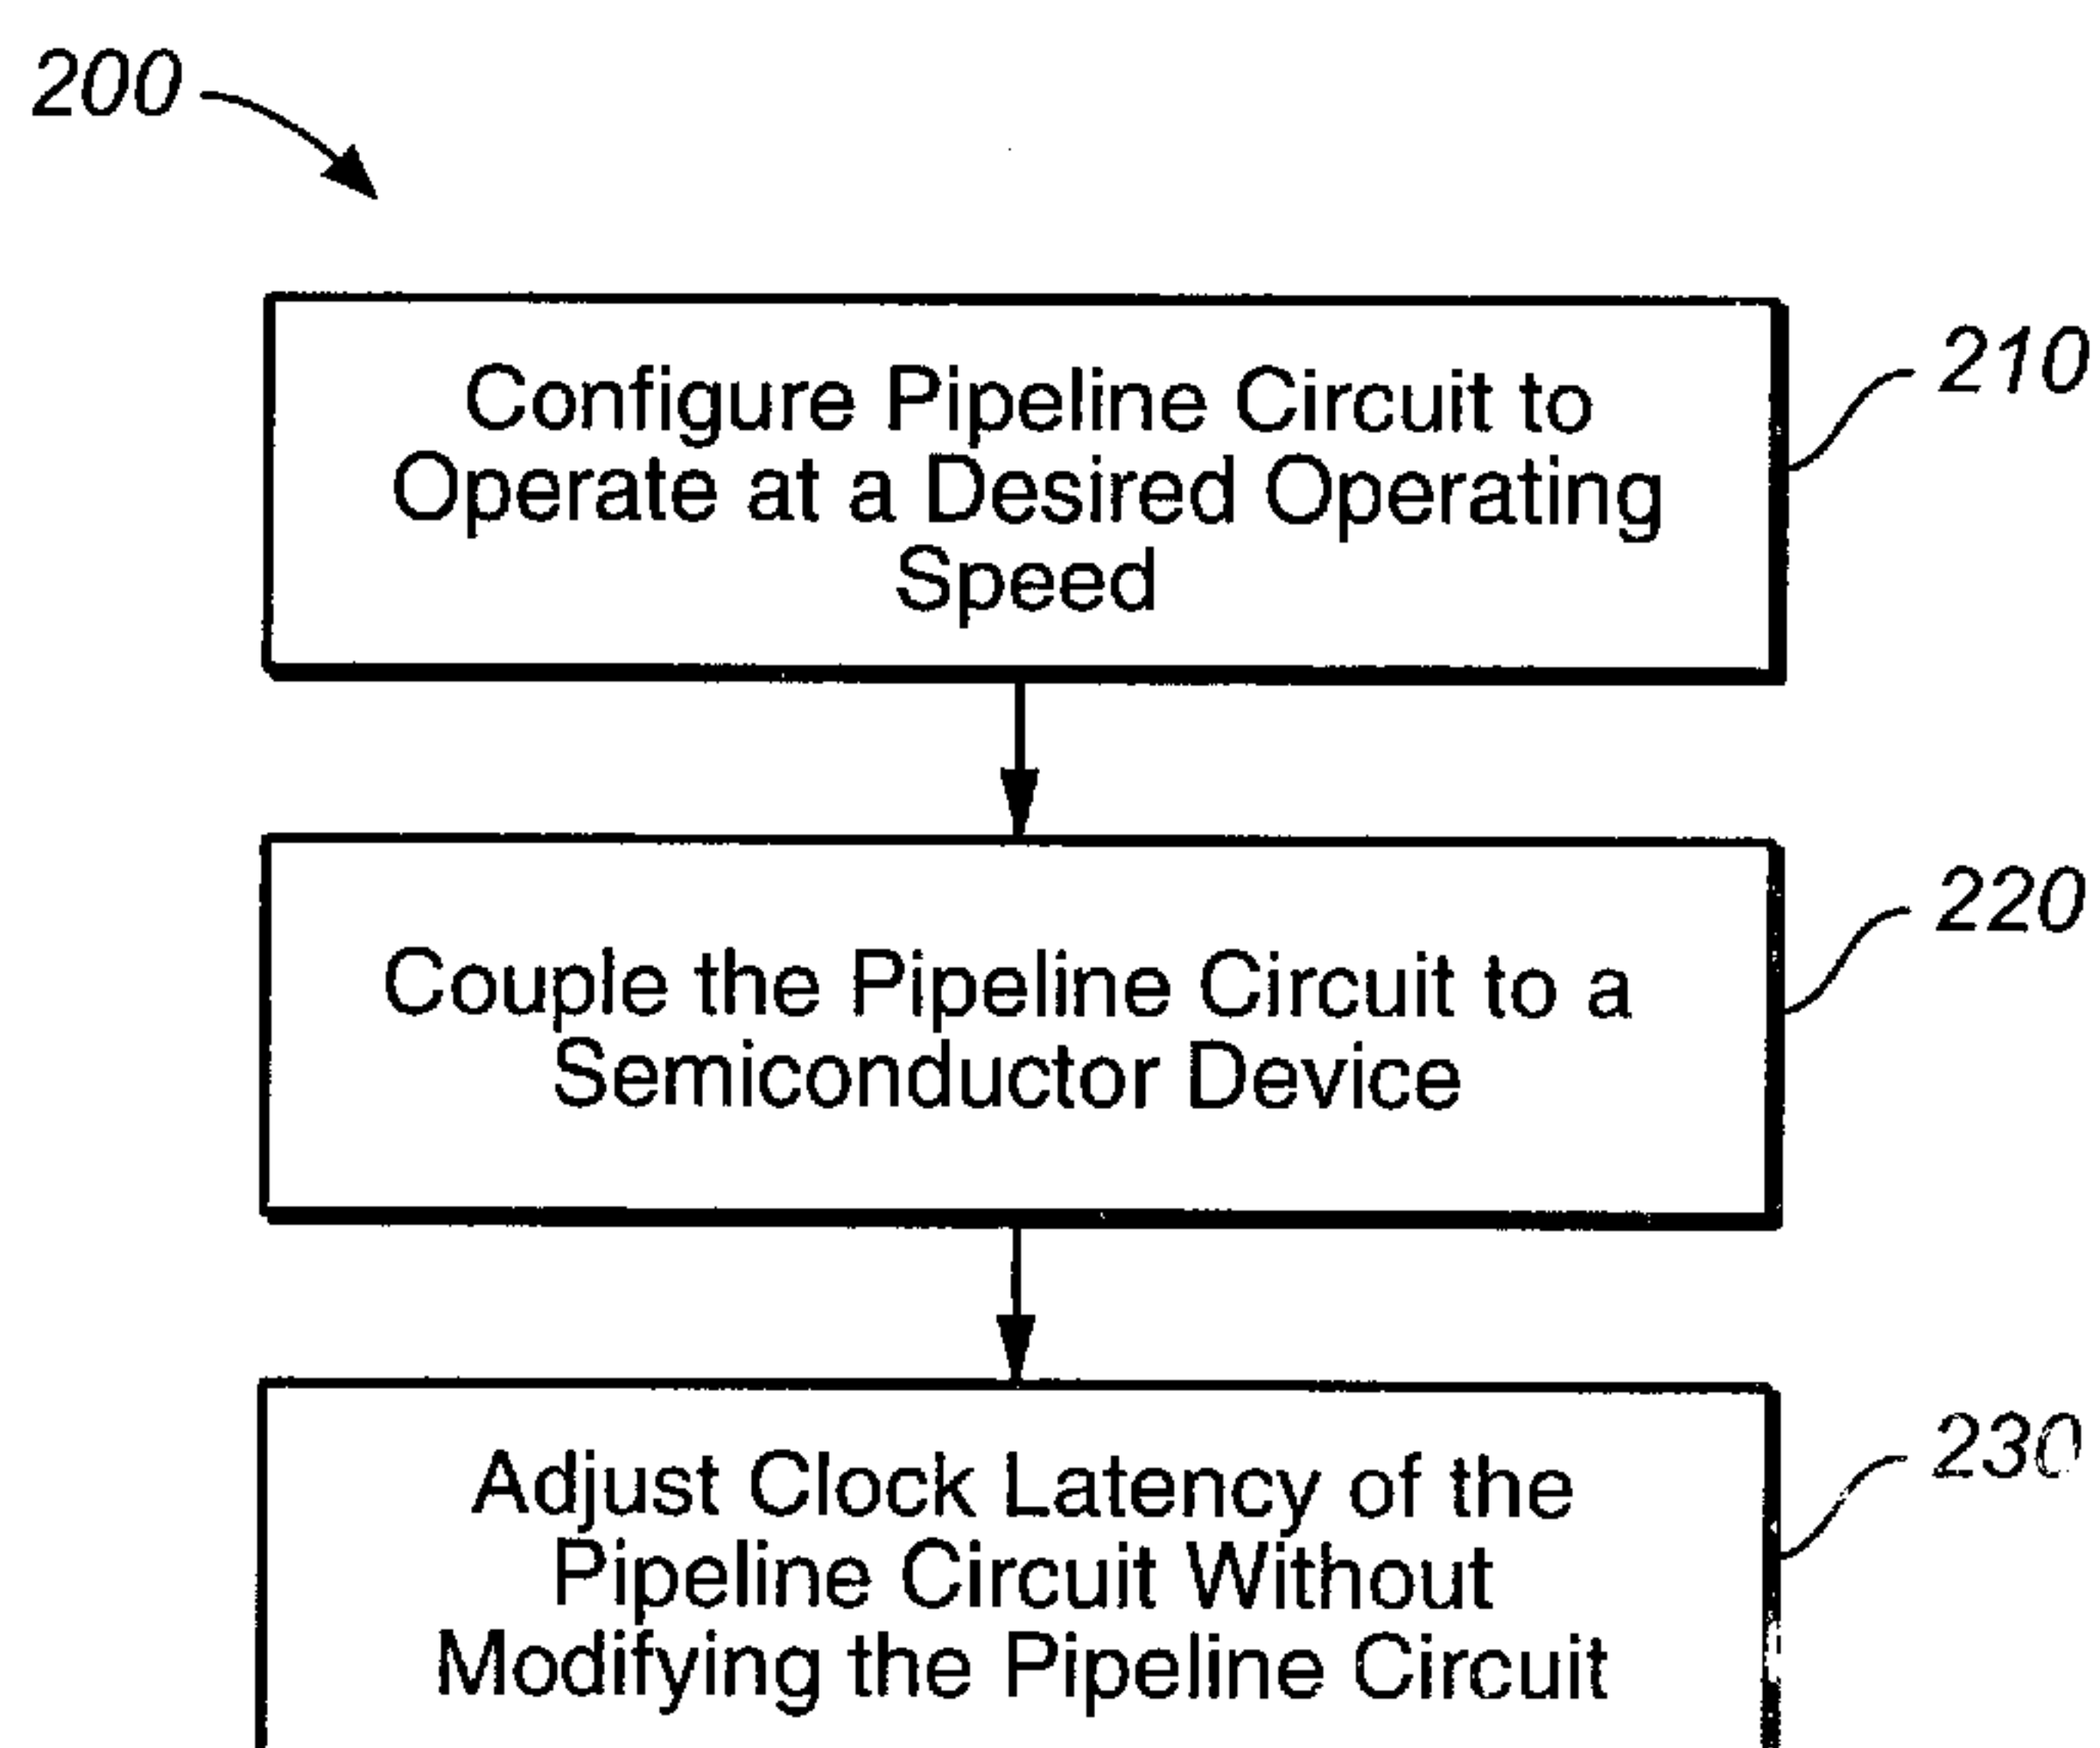 200
Configure Pipeline Circuit to
Operate at a Desired Operating
Speed
210
Couple the Pipeline Circuit to a
Semiconductor Device
220
Adjust Clock Latency of the
Pipeline Circuit Without
Modifying the Pipeline Circuit
230